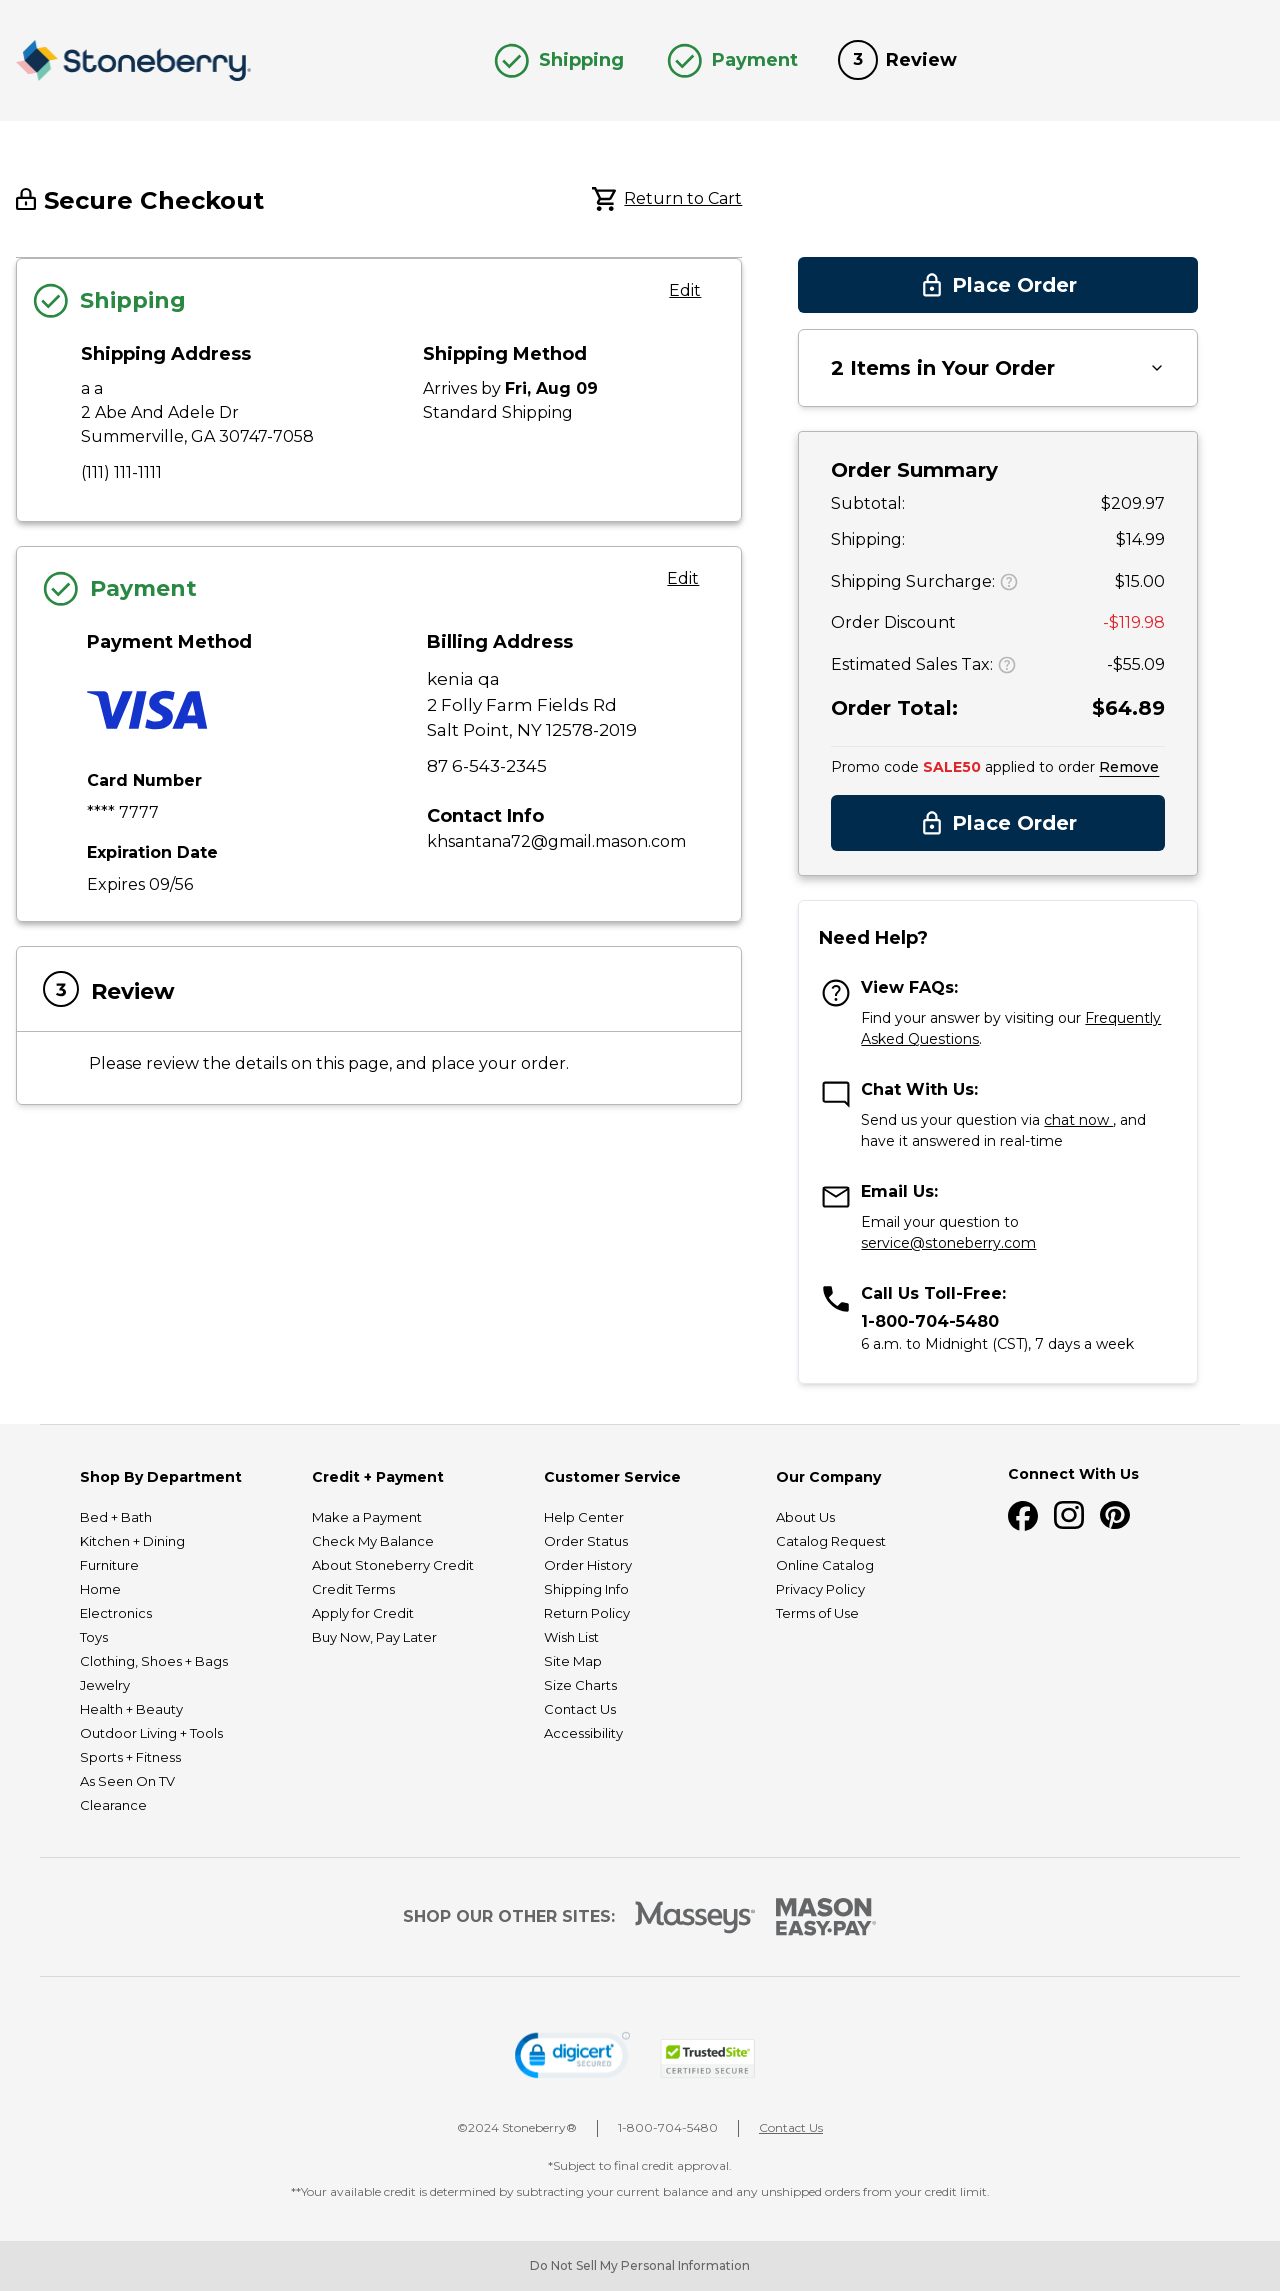 Stoneberry
Shipping
Payment
3 Review
Secure Checkout
Return to Cart
Shipping
Edit
Shipping Address
a a
2 Abe And Adele Dr
Summerville, GA 30747-7058
(111) 111-1111
Shipping Method
Arrives by Fri, Aug 09
Standard Shipping
Payment
Edit
Payment Method
VISA
Card Number
**** 7777
Expiration Date
Expires 09/56
Billing Address
kenia qa
2 Folly Farm Fields Rd
Salt Point, NY 12578-2019
87 6-543-2345
Contact Info
khsantana72@gmail.mason.com
3 Review
Please review the details on this page, and place your order.
Place Order
2 Items in Your Order
Order Summary
Subtotal: $209.97
Shipping: $14.99
Shipping Surcharge: $15.00
Order Discount -$119.98
Estimated Sales Tax: -$55.09
Order Total: $64.89
Promo code SALE50 applied to order Remove
Place Order
Need Help?
View FAQs:
Find your answer by visiting our Frequently
Asked Questions.
Chat With Us:
Send us your question via chat now , and
have it answered in real-time
Email Us:
Email your question to
service@stoneberry.com
Call Us Toll-Free:
1-800-704-5480
6 a.m. to Midnight (CST), 7 days a week
Shop By Department
Bed + Bath
Kitchen + Dining
Furniture
Home
Electronics
Toys
Clothing, Shoes + Bags
Jewelry
Health + Beauty
Outdoor Living + Tools
Sports + Fitness
As Seen On TV
Clearance
Credit + Payment
Make a Payment
Check My Balance
About Stoneberry Credit
Credit Terms
Apply for Credit
Buy Now, Pay Later
Customer Service
Help Center
Order Status
Order History
Shipping Info
Return Policy
Wish List
Site Map
Size Charts
Contact Us
Accessibility
Our Company
About Us
Catalog Request
Online Catalog
Privacy Policy
Terms of Use
Connect With Us
SHOP OUR OTHER SITES:
Masseys
MASON
EASY•PAY®
digicert
SECURED
TrustedSite
CERTIFIED SECURE
©2024 Stoneberry®
1-800-704-5480
Contact Us
*Subject to final credit approval.
**Your available credit is determined by subtracting your current balance and any unshipped orders from your credit limit.
Do Not Sell My Personal Information